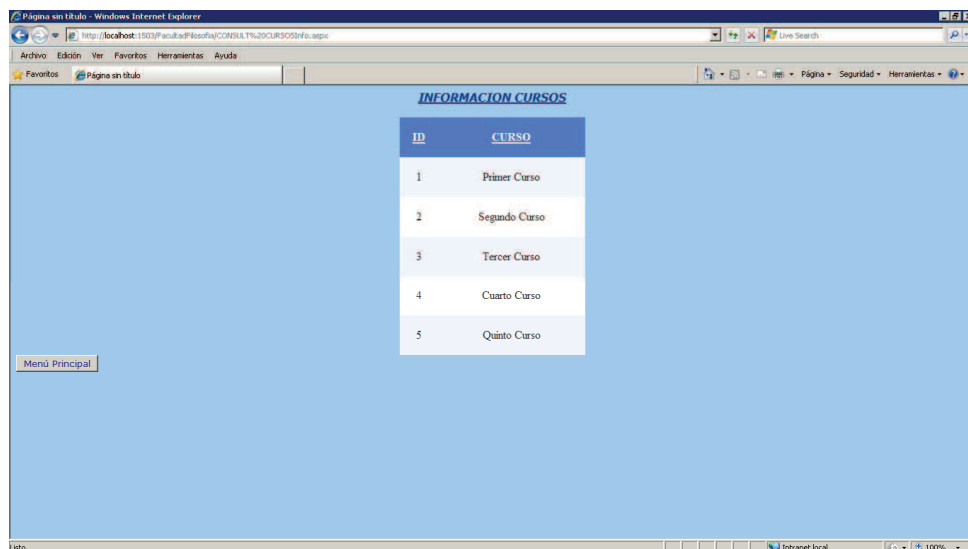 Página sin título - Windows Internet Explorer
http://localhost:1503/FacultadFilosofia/CONSULT%20CURSOSInfo.aspx
Live Search
Archivo Edición Ver Favoritos Herramientas Ayuda
Favoritos Página sin título Página Seguridad Herramientas
INFORMACION CURSOS
ID CURSO
1 Primer Curso
2 Segundo Curso
3 Tercer Curso
4 Cuarto Curso
5 Quinto Curso
Menú Principal
Listo Intranet local 100%